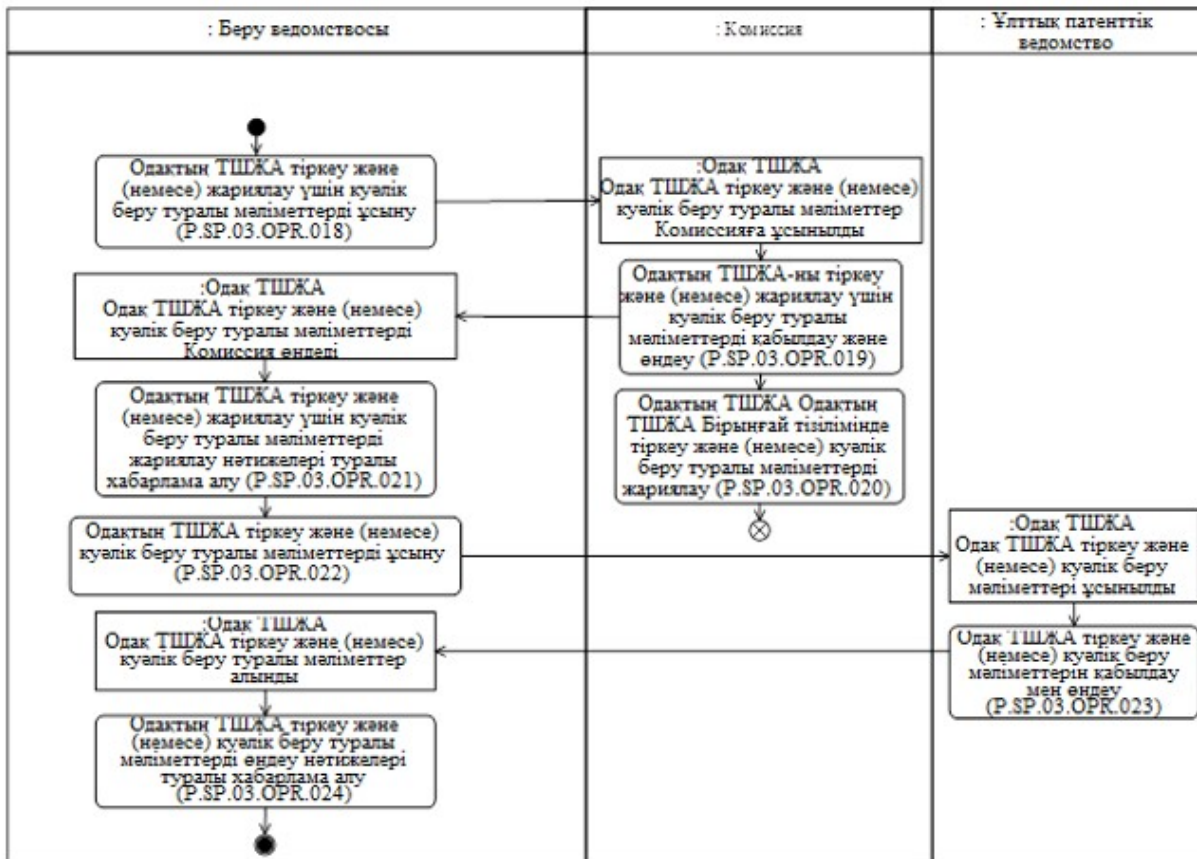 : Беру ведомствосы
: Комиссия
: Ұлттық патенттік
ведомство
Одақтың ТШЖА тіркеу және
(немесе) жариялау үшін куәлік
беру туралы мәліметтерді ұсыну
(P.SP.03.OPR.018)
:Одақ ТШЖА
Одақ ТШЖА тіркеу және (немесе)
куәлік беру туралы мәліметтер
Комиссияға ұсынылды
Одақтың ТШЖА-ны тіркеу
және (немесе) жариялау үшін
куәлік беру туралы
мәліметтерді қабылдау және
өңдеу (P.SP.03.OPR.019)
:Одақ ТШЖА
Одақ ТШЖА тіркеу және (немесе)
куәлік беру туралы мәліметтерді
Комиссия өңдеді
Одақтың ТШЖА тіркеу және
(немесе) жариялау үшін куәлік
беру туралы мәліметтерді
жариялау нәтижелері туралы
хабарлама алу (P.SP.03.OPR.021)
Одақтың ТШЖА Одақтың
ТШЖА Бірыңғай тізілімінде
тіркеу және (немесе) куәлік
беру туралы мәліметтерді
жариялау (P.SP.03.OPR.020)
Одақтың ТШЖА тіркеу және (немесе)
куәлік беру туралы мәліметтерді ұсыну
(P.SP.03.OPR.022)
:Одақ ТШЖА
Одақ ТШЖА тіркеу және
(немесе) куәлік беру
мәліметтері ұсынылды
Одақ ТШЖА тіркеу және
(немесе) куәлік беру
мәліметтерін қабылдау
мен өңдеу
(P.SP.03.OPR.023)
:Одақ ТШЖА
Одақ ТШЖА тіркеу және (немесе)
куәлік беру туралы мәліметтер
алынды
Одақтың ТШЖА тіркеу және
(немесе) куәлік беру туралы
мәліметтерді өңдеу нәтижелері
туралы хабарлама алу
(P.SP.03.OPR.024)